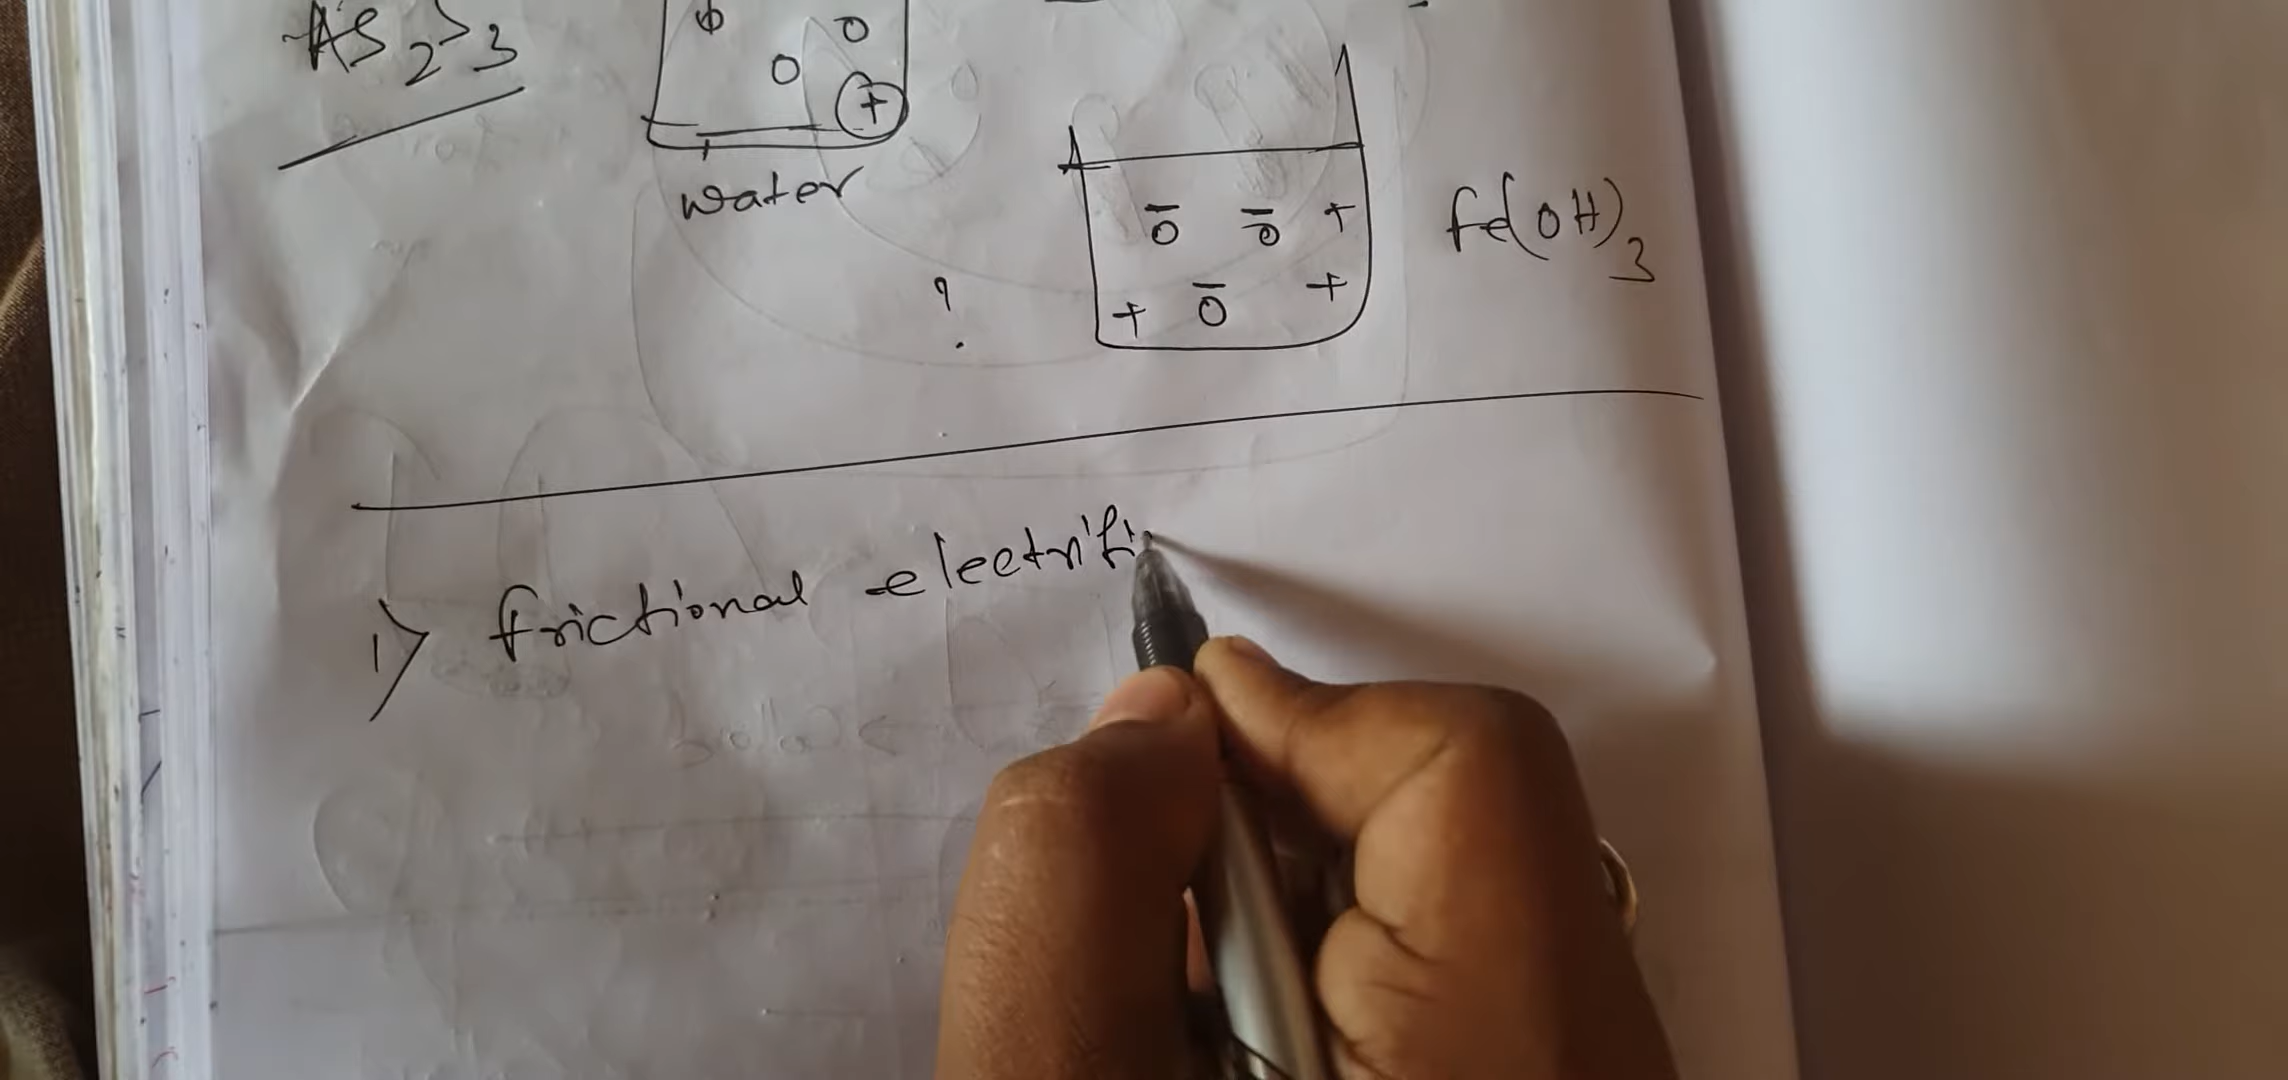 As2S3
water
Fe(OH)3
?
1) frictional electrifi